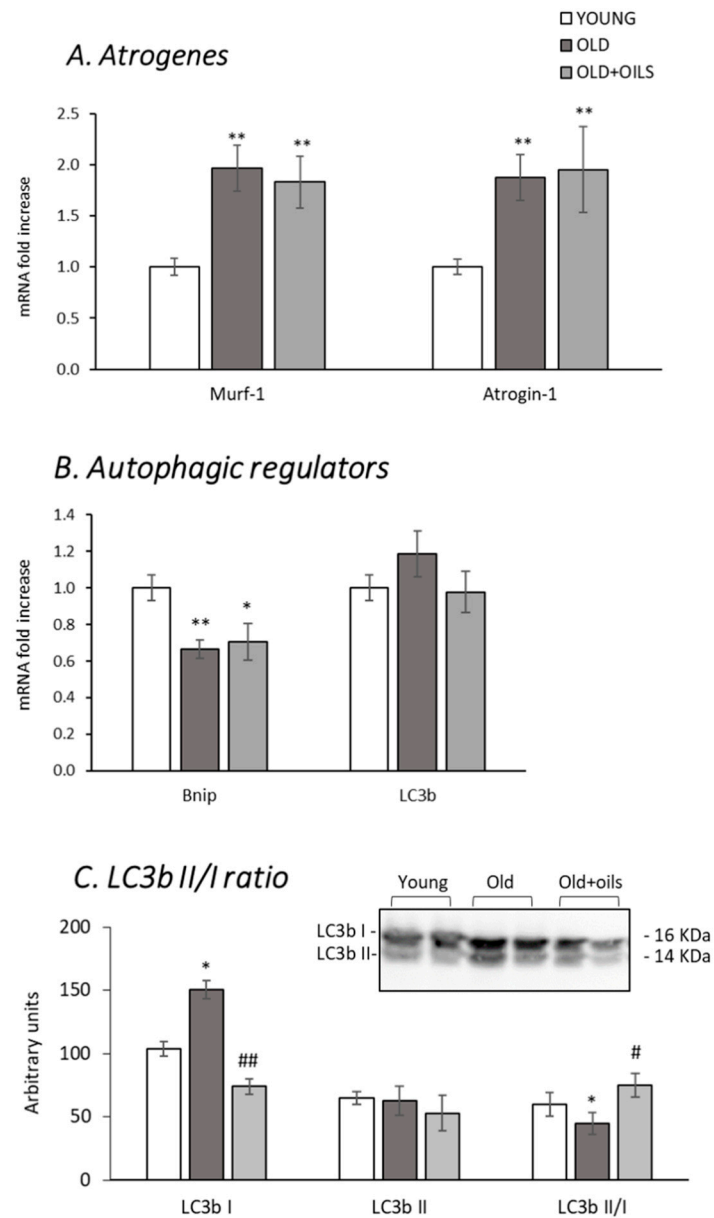 YOUNG
A. Atrogenes
OLD
OLD+OILS
2.5
2.0
1.5
1.0
0.5
0.0
mRNA fold increase
** ** ** **
Murf-1 Atrogin-1
B. Autophagic regulators
1.4
1.2
1.0
0.8
0.6
0.4
0.2
0.0
mRNA fold increase
** *
Bnip LC3b
C. LC3b II/I ratio
Young Old Old+oils
LC3b I - - 16 KDa
LC3b II- - 14 KDa
200
150
100
50
0
Arbitrary units
* ## * #
LC3b I LC3b II LC3b II/I